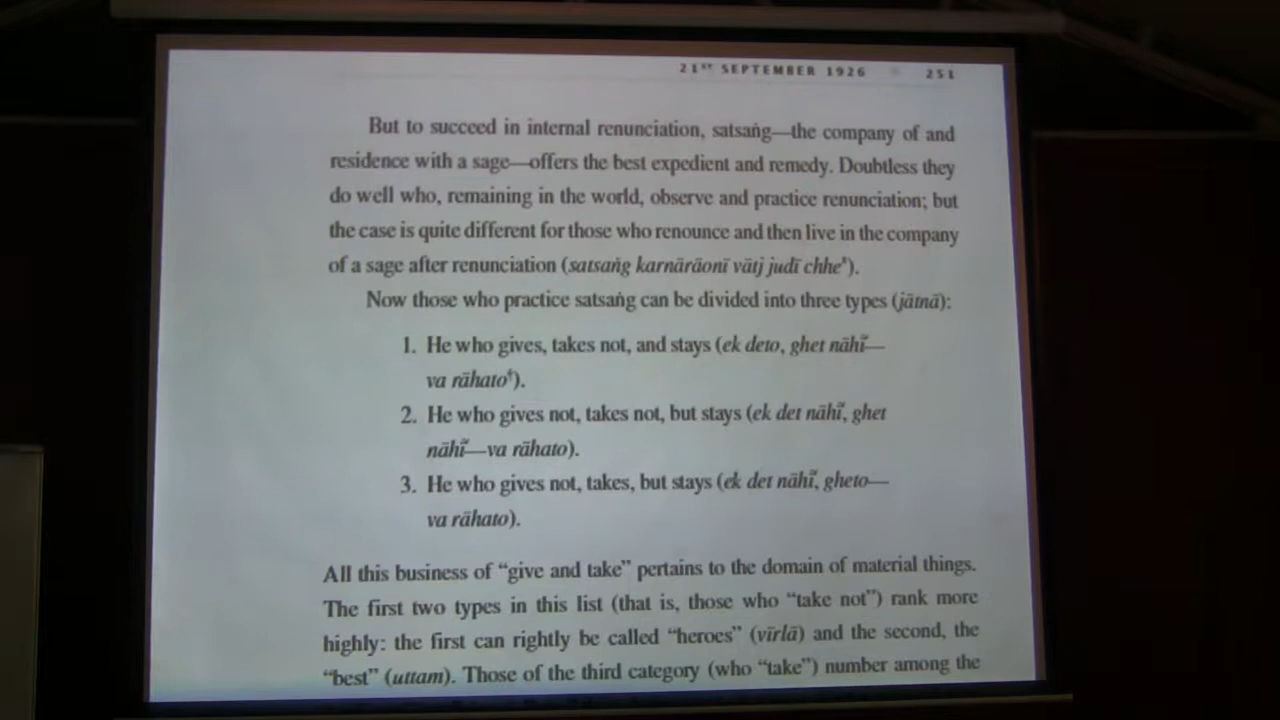 21ST SEPTEMBER 1926 251
But to succeed in internal renunciation, satsaṅg—the company of and
residence with a sage—offers the best expedient and remedy. Doubtless they
do well who, remaining in the world, observe and practice renunciation; but
the case is quite different for those who renounce and then live in the company
of a sage after renunciation (satsaṅg karnārāonī vātj judī chhe*).
Now those who practice satsaṅg can be divided into three types (jātnā):
1. He who gives, takes not, and stays (ek deto, ghet nāhī̃—
va rāhato†).
2. He who gives not, takes not, but stays (ek det nāhī̃, ghet
nāhī̃—va rāhato).
3. He who gives not, takes, but stays (ek det nāhī̃, gheto—
va rāhato).
All this business of “give and take” pertains to the domain of material things.
The first two types in this list (that is, those who “take not”) rank more
highly: the first can rightly be called “heroes” (vīrlā) and the second, the
“best” (uttam). Those of the third category (who “take”) number among the